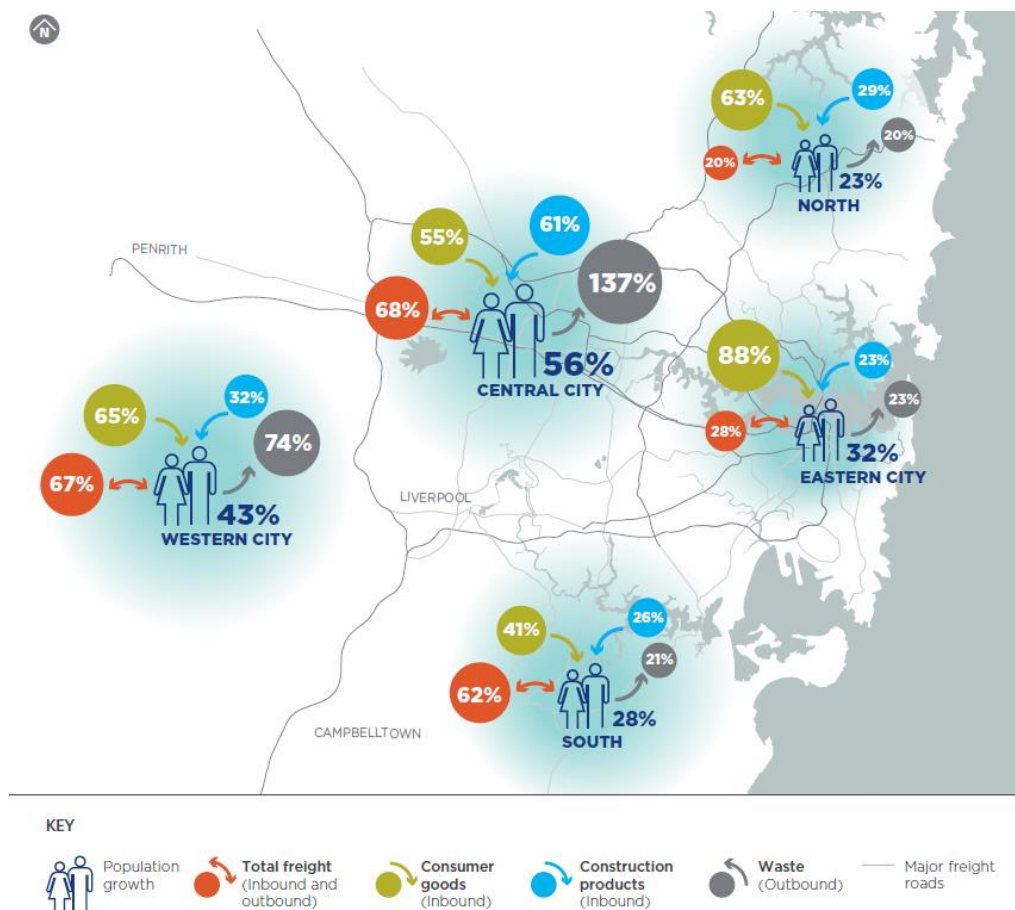 N
63%
29%
20%
20%
23%
NORTH
PENRITH
55%
61%
137%
68%
56%
CENTRAL CITY
88%
23%
23%
28%
32%
EASTERN CITY
65%
32%
74%
67%
43%
WESTERN CITY
LIVERPOOL
41%
26%
21%
62%
28%
SOUTH
CAMPBELLTOWN
KEY
Population
growth
Total freight
(Inbound and
outbound)
Consumer
goods
(Inbound)
Construction
products
(Inbound)
Waste
(Outbound)
Major freight
roads